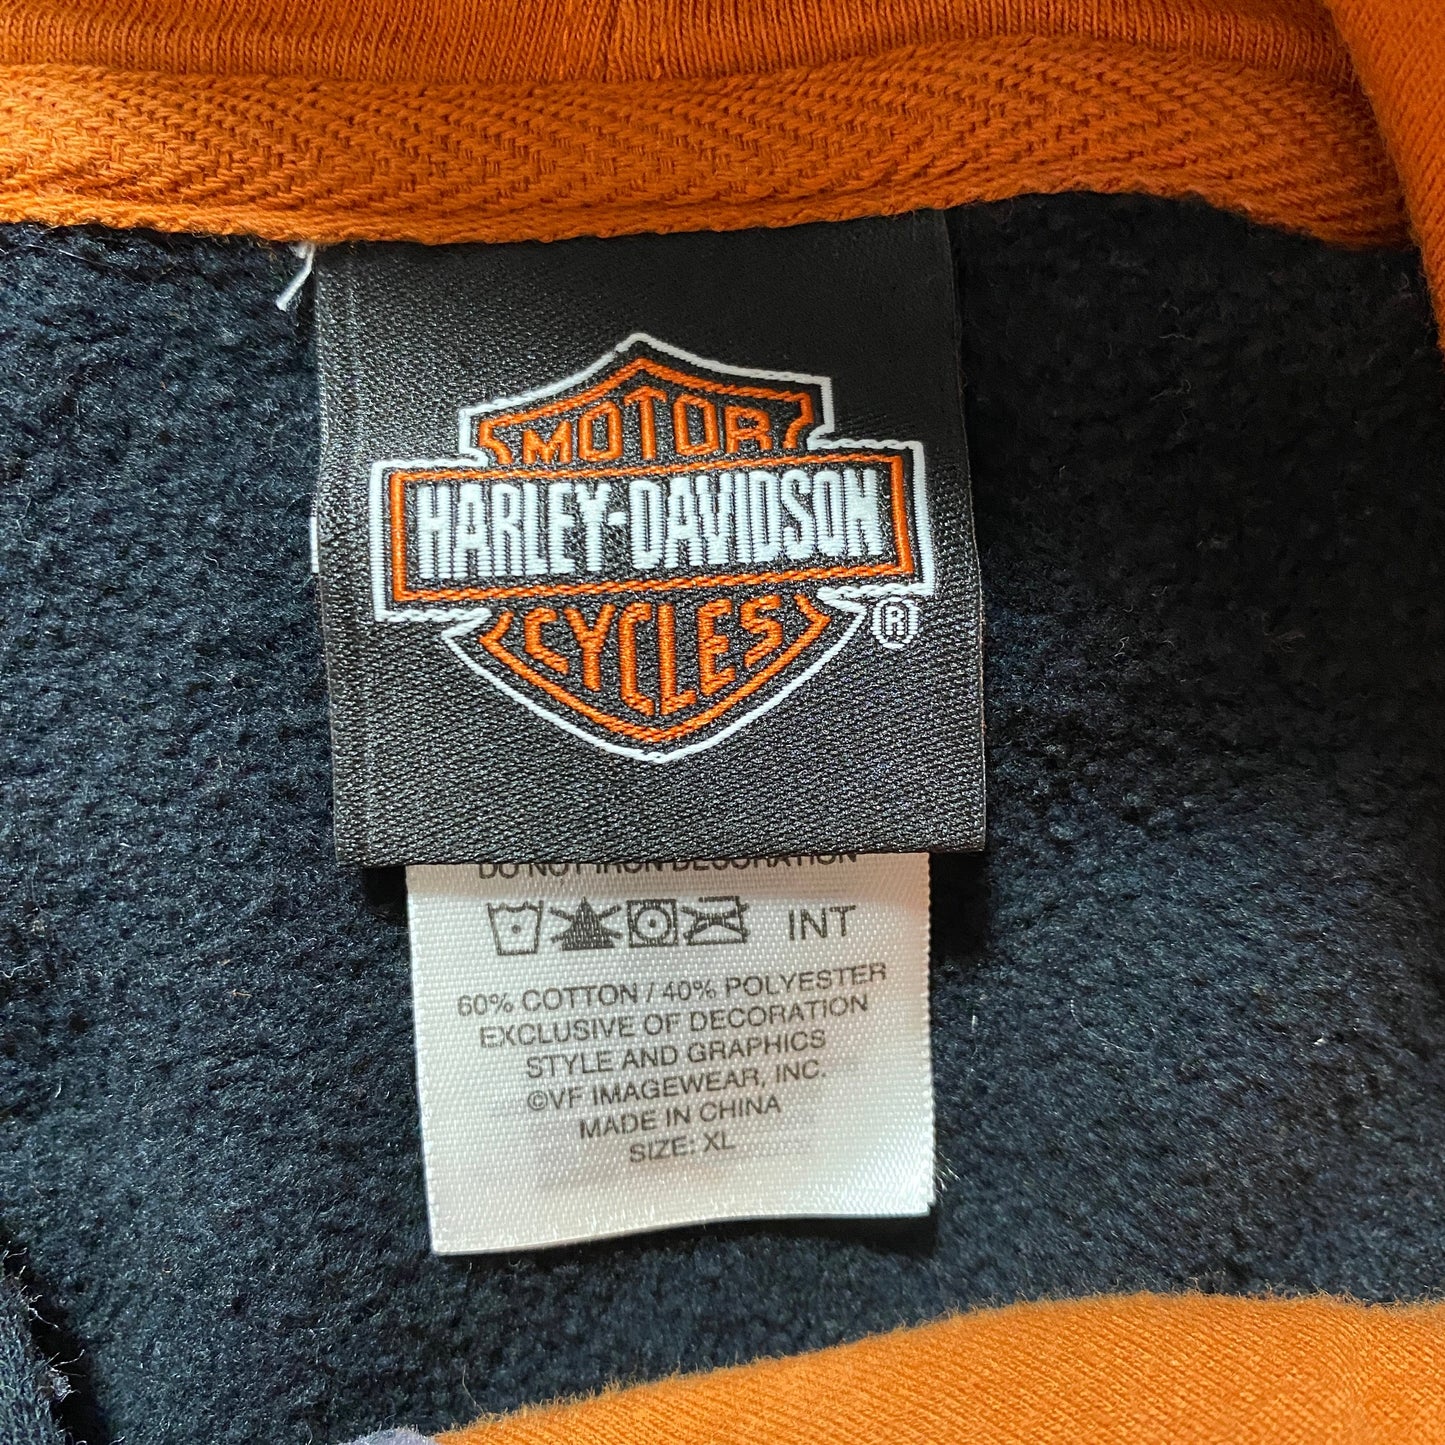 MOTOR
HARLEY-DAVIDSON
CYCLES
®
DO NOT IRON DECORATION
INT
60% COTTON / 40% POLYESTER
EXCLUSIVE OF DECORATION
STYLE AND GRAPHICS
©VF IMAGEWEAR, INC.
MADE IN CHINA
SIZE: XL